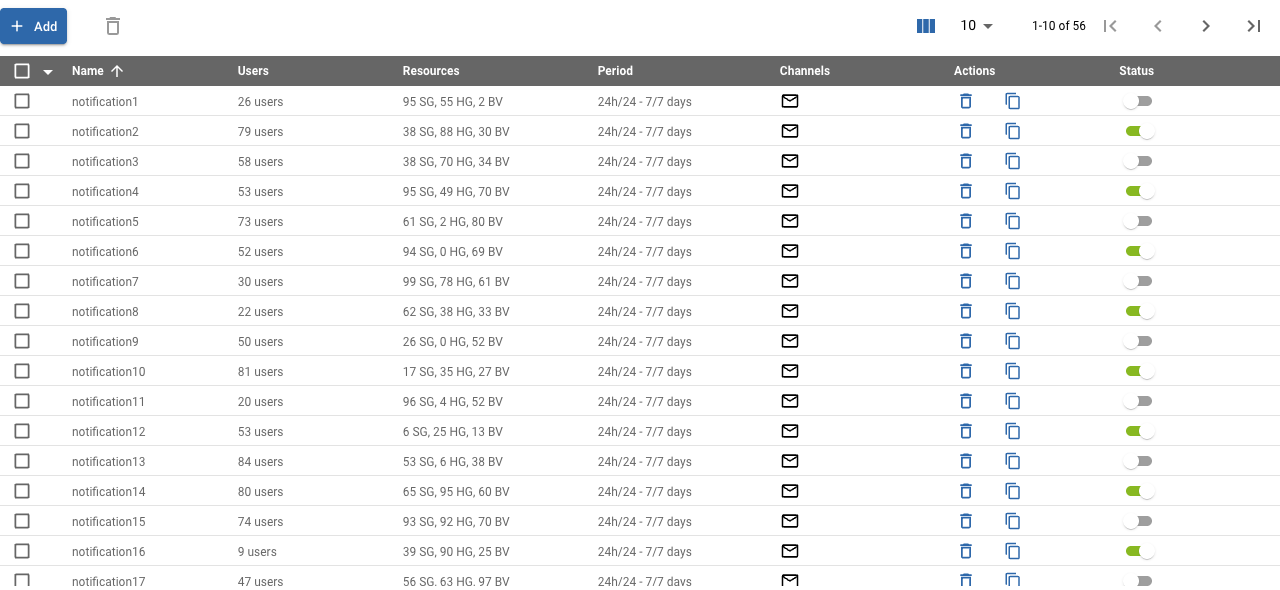 Add 10 1-10 of 56
Name Users Resources Period Channels Actions Status
notification1 26 users 95 SG, 55 HG, 2 BV 24h/24 - 7/7 days
notification2 79 users 38 SG, 88 HG, 30 BV 24h/24 - 7/7 days
notification3 58 users 38 SG, 70 HG, 34 BV 24h/24 - 7/7 days
notification4 53 users 95 SG, 49 HG, 70 BV 24h/24 - 7/7 days
notification5 73 users 61 SG, 2 HG, 80 BV 24h/24 - 7/7 days
notification6 52 users 94 SG, 0 HG, 69 BV 24h/24 - 7/7 days
notification7 30 users 99 SG, 78 HG, 61 BV 24h/24 - 7/7 days
notification8 22 users 62 SG, 38 HG, 33 BV 24h/24 - 7/7 days
notification9 50 users 26 SG, 0 HG, 52 BV 24h/24 - 7/7 days
notification10 81 users 17 SG, 35 HG, 27 BV 24h/24 - 7/7 days
notification11 20 users 96 SG, 4 HG, 52 BV 24h/24 - 7/7 days
notification12 53 users 6 SG, 25 HG, 13 BV 24h/24 - 7/7 days
notification13 84 users 53 SG, 6 HG, 38 BV 24h/24 - 7/7 days
notification14 80 users 65 SG, 95 HG, 60 BV 24h/24 - 7/7 days
notification15 74 users 93 SG, 92 HG, 70 BV 24h/24 - 7/7 days
notification16 9 users 39 SG, 90 HG, 25 BV 24h/24 - 7/7 days
notification17 47 users 56 SG, 63 HG, 97 BV 24h/24 - 7/7 days